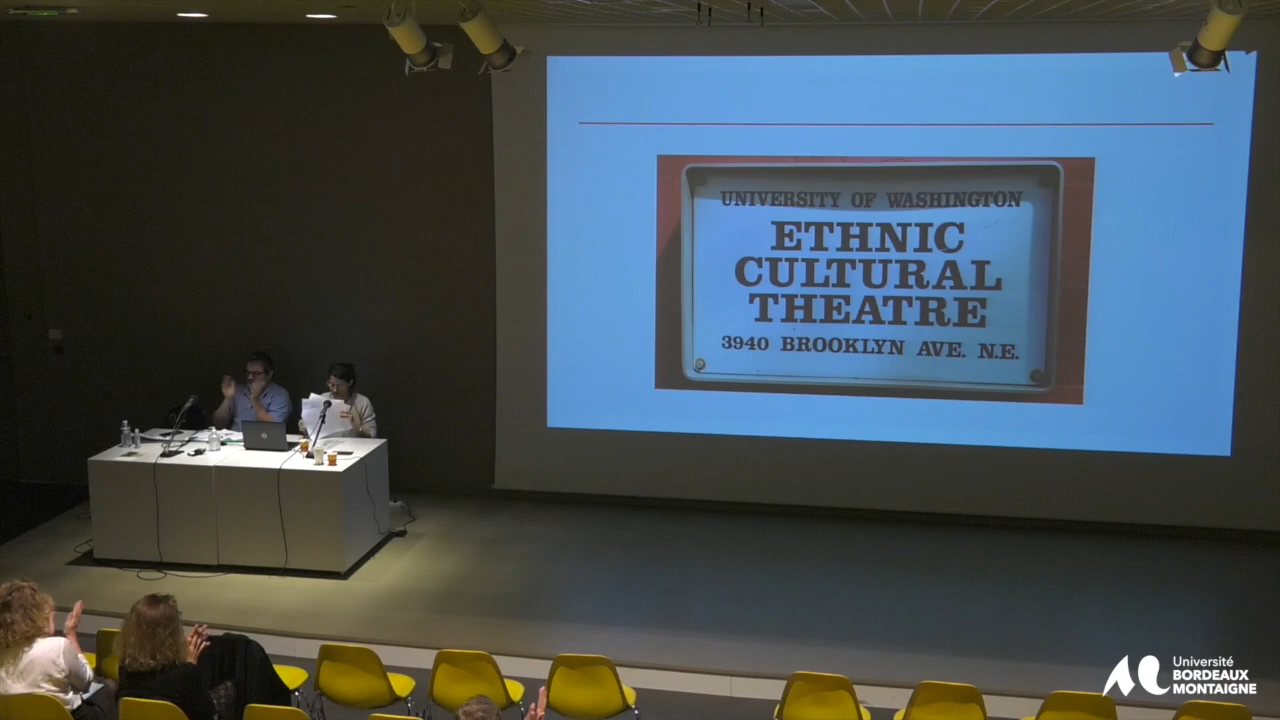 UNIVERSITY OF WASHINGTON
ETHNIC
CULTURAL
THEATRE
3940 BROOKLYN AVE. N.E.
Université
BORDEAUX
MONTAIGNE